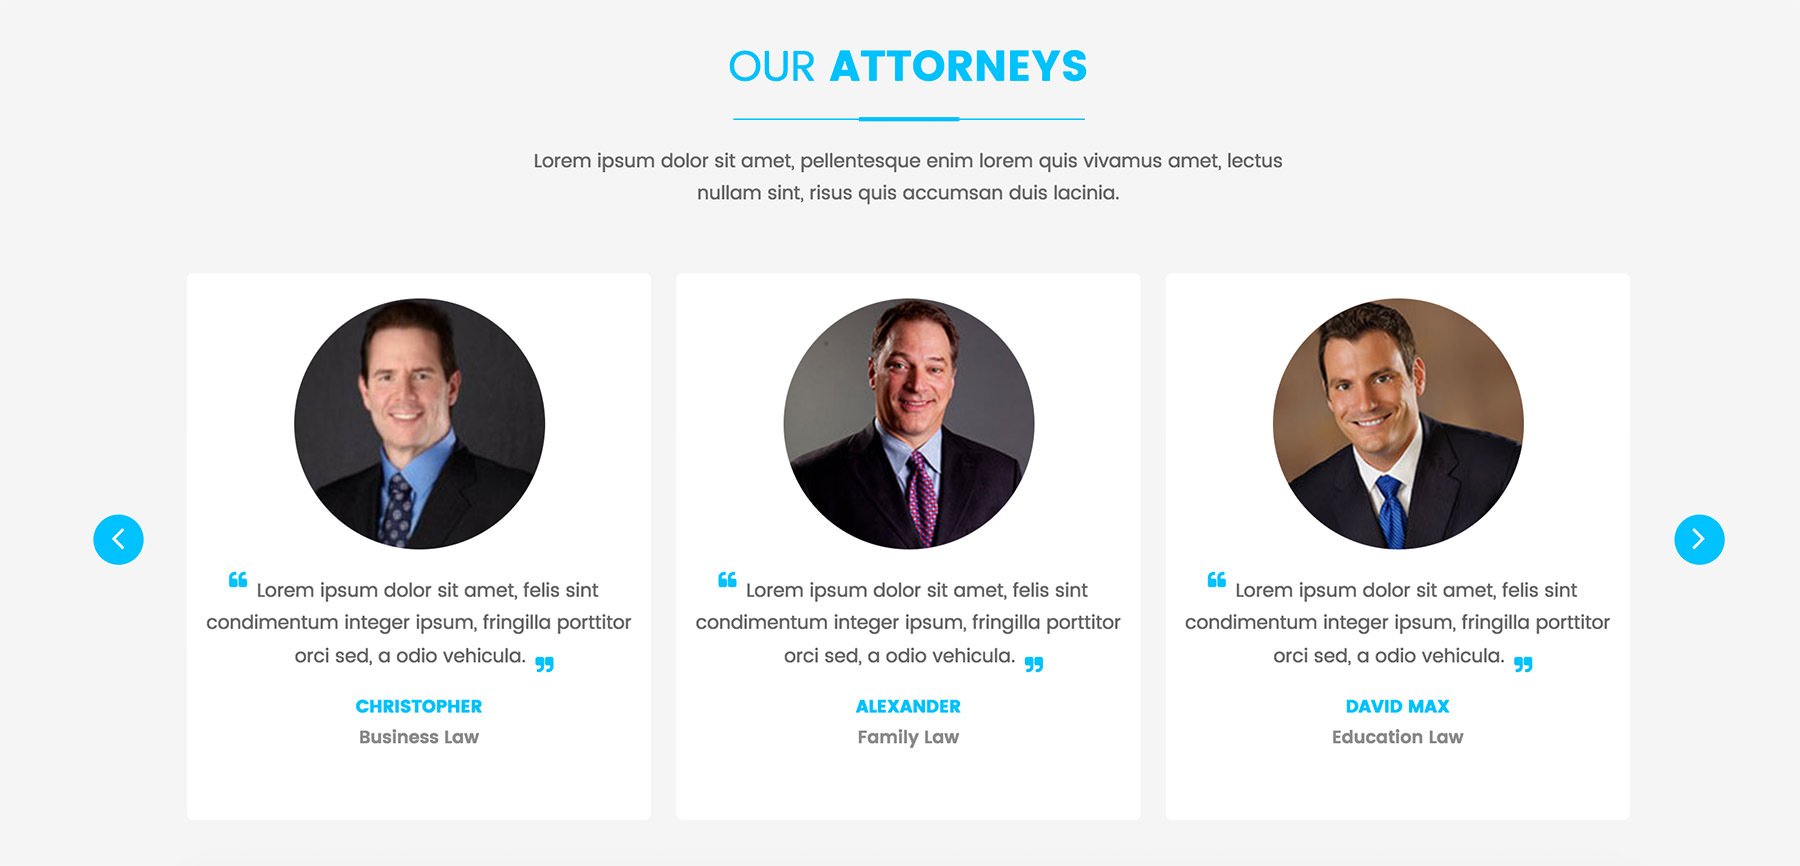 OUR ATTORNEYS
Lorem ipsum dolor sit amet, pellentesque enim lorem quis vivamus amet, lectus
nullam sint, risus quis accumsan duis lacinia.
“ Lorem ipsum dolor sit amet, felis sint
condimentum integer ipsum, fringilla porttitor
orci sed, a odio vehicula. ”
CHRISTOPHER
Business Law
“ Lorem ipsum dolor sit amet, felis sint
condimentum integer ipsum, fringilla porttitor
orci sed, a odio vehicula. ”
ALEXANDER
Family Law
“ Lorem ipsum dolor sit amet, felis sint
condimentum integer ipsum, fringilla porttitor
orci sed, a odio vehicula. ”
DAVID MAX
Education Law